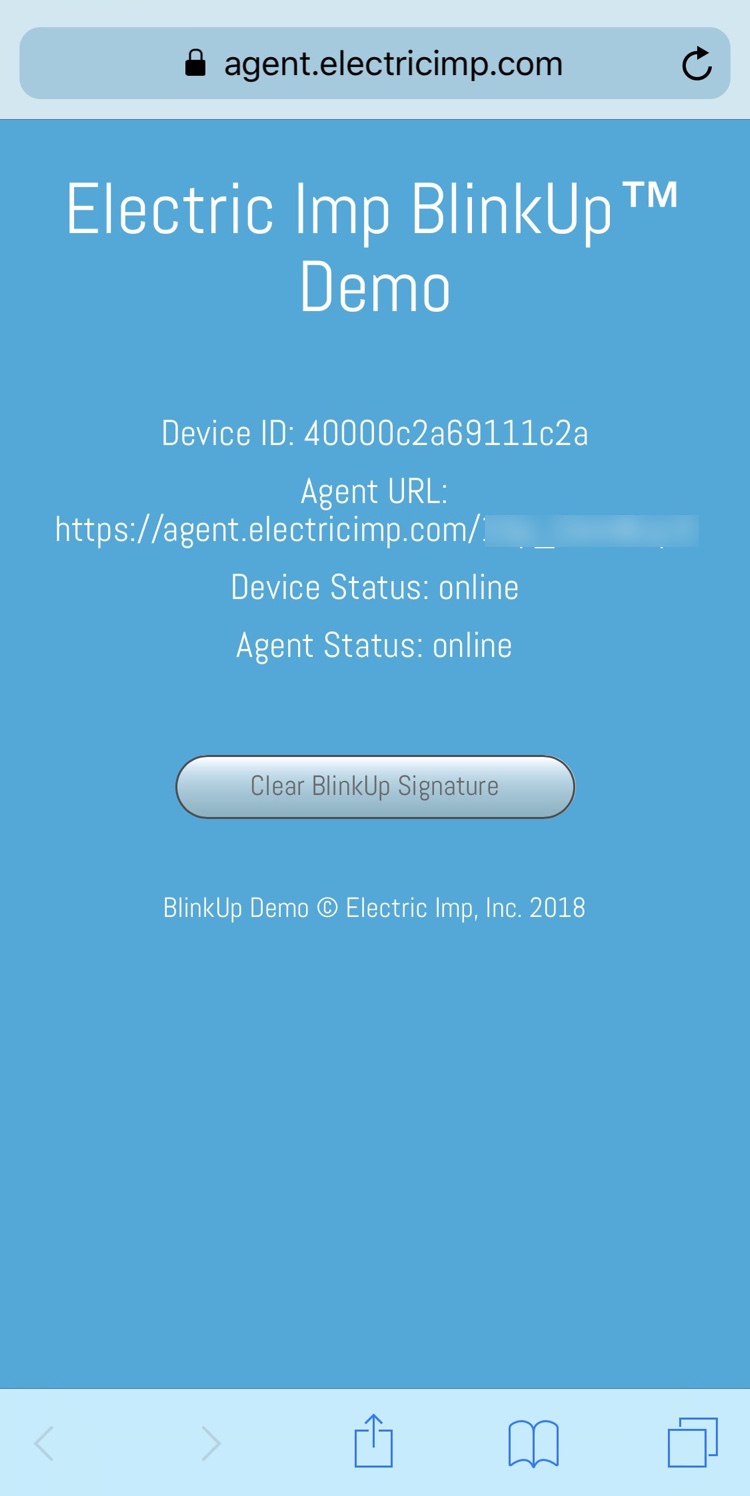 agent.electricimp.com
Electric Imp BlinkUp™
Demo
Device ID: 40000c2a69111c2a
Agent URL:
https://agent.electricimp.com/
Device Status: online
Agent Status: online
Clear BlinkUp Signature
BlinkUp Demo © Electric Imp, Inc. 2018